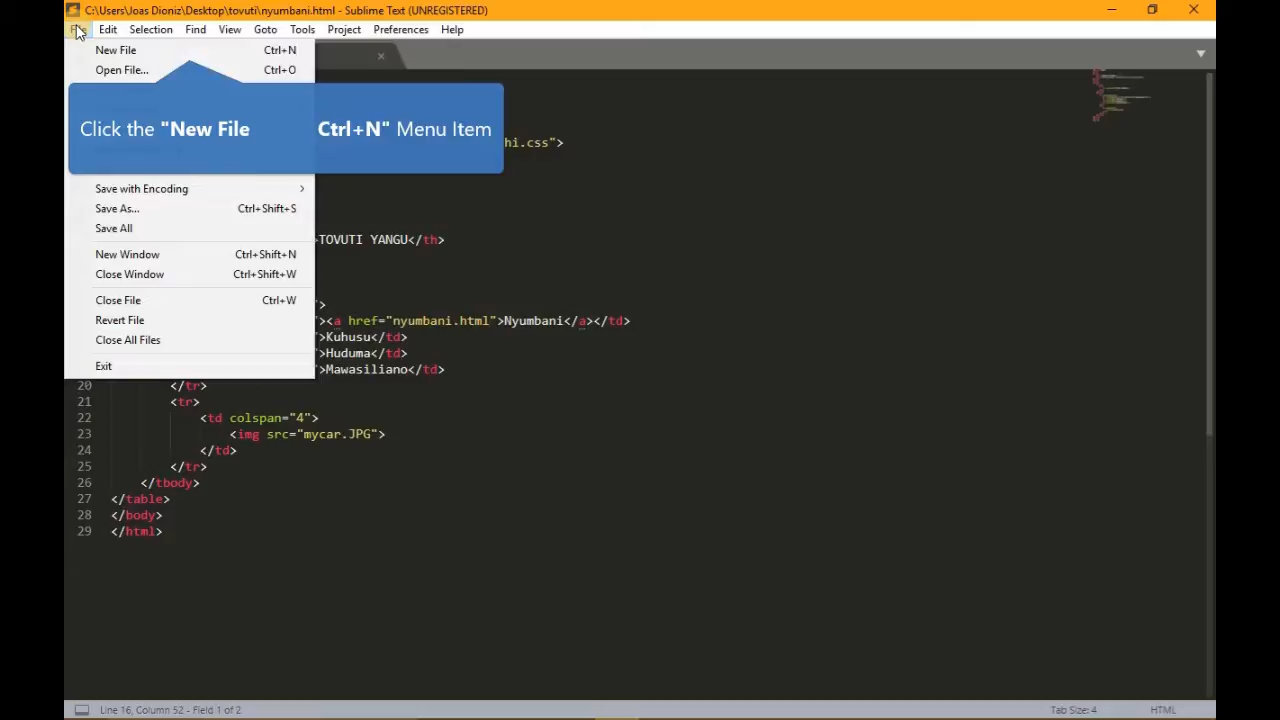 C:\Users\Joas Dioniz\Desktop\tovuti\nyumbani.html - Sublime Text (UNREGISTERED)
Edit Selection Find View Goto Tools Project Preferences Help
New File Ctrl+N
Open File... Ctrl+O
Click the "New File Ctrl+N" Menu Item
hi.css">
Save with Encoding
Save As... Ctrl+Shift+S
Save All
>TOVUTI YANGU</th>
New Window Ctrl+Shift+N
Close Window Ctrl+Shift+W
Close File Ctrl+W
">
Revert File
"><a href="nyumbani.html">Nyumbani</a></td>
">Kuhusu</td>
Close All Files
">Huduma</td>
Exit
">Mawasiliano</td>
20 </tr>
21 <tr>
22 <td colspan="4">
23 <img src="mycar.JPG">
24 </td>
25 </tr>
26 </tbody>
27 </table>
28 </body>
29 </html>
Line 16, Column 52 - Field 1 of 2 Tab Size: 4 HTML